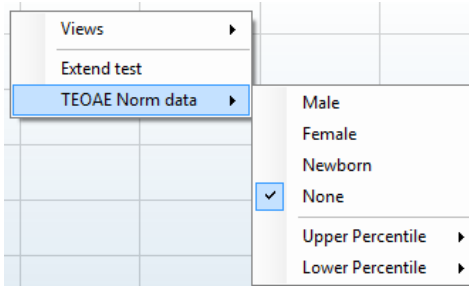 Views
Extend test
TEOAE Norm data
Male
Female
Newborn
None
Upper Percentile
Lower Percentile